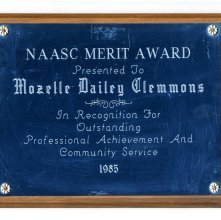 NAASC MERIT AWARD
Presented To
Mozelle Dailey Clemmons
In Recognition For
Outstanding
Professional Achievement And
Community Service
1985